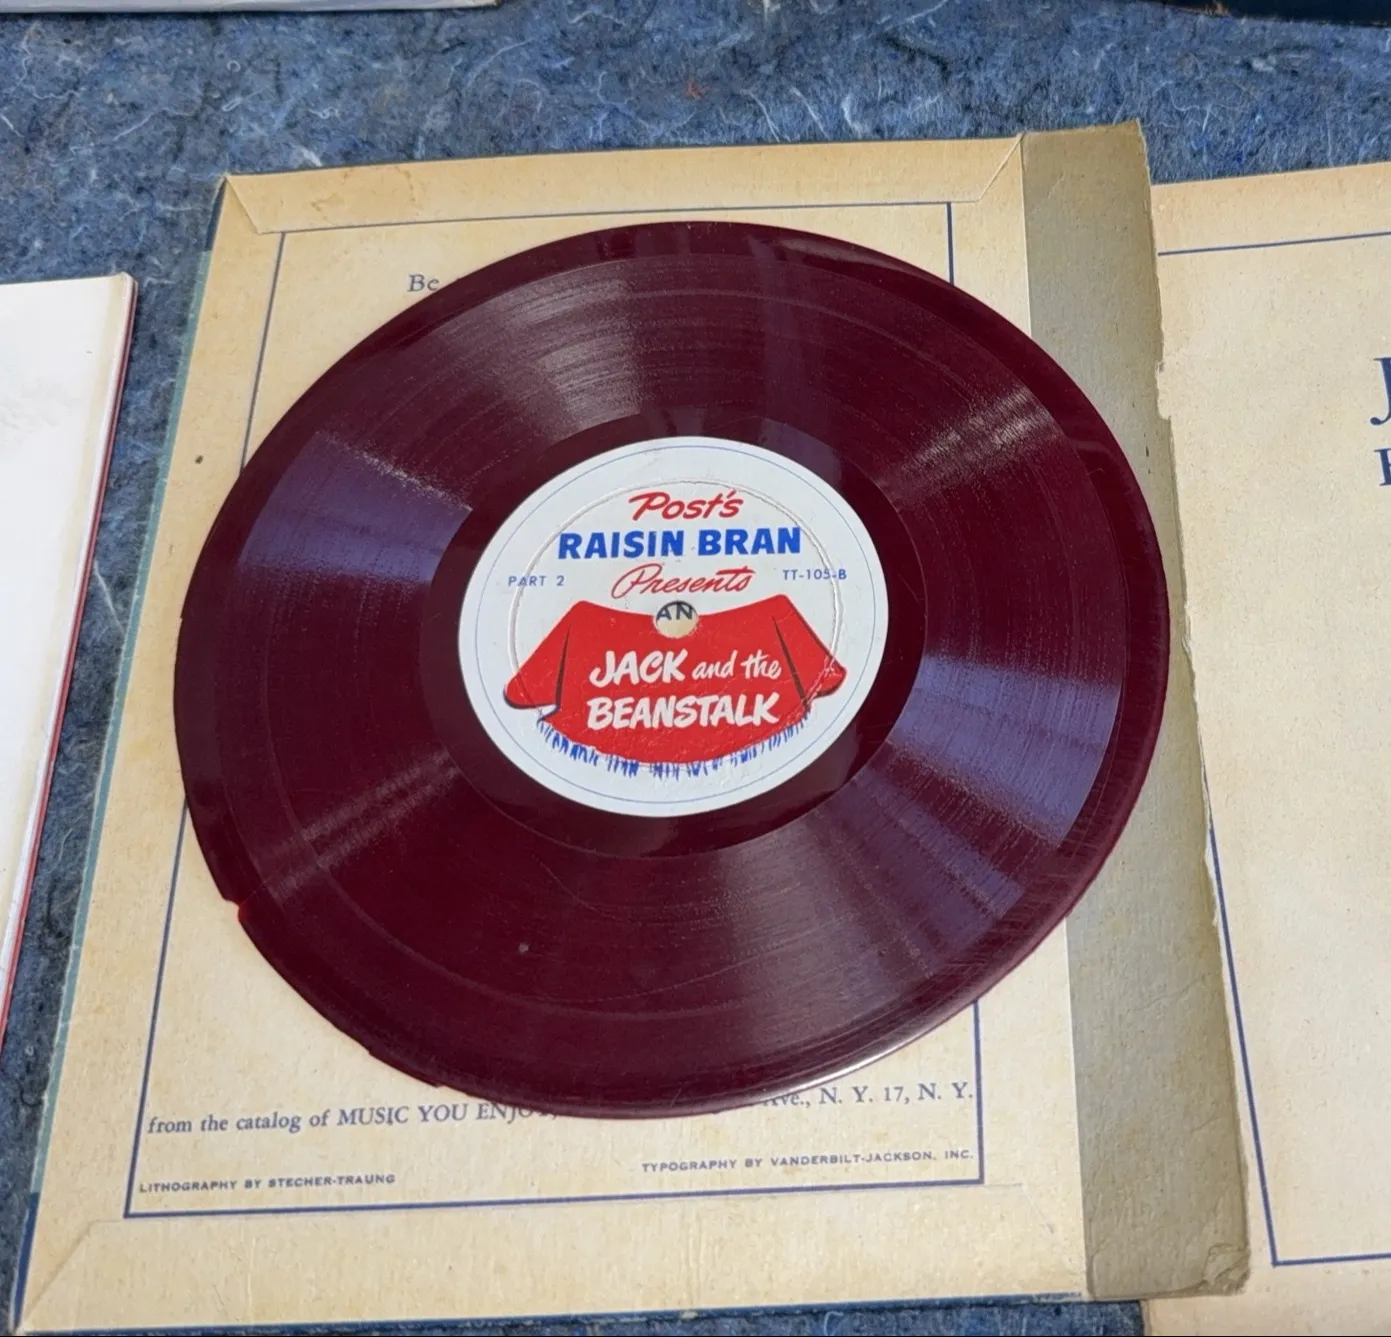 Be
Post's
RAISIN BRAN
PART 2
Presents
TT-105-B
AN
JACK and the
BEANSTALK
from the catalog of MUSIC YOU ENJOY, Ave., N. Y. 17, N. Y.
LITHOGRAPHY BY STECHER-TRAUNG
TYPOGRAPHY BY VANDERBILT-JACKSON, INC.
J